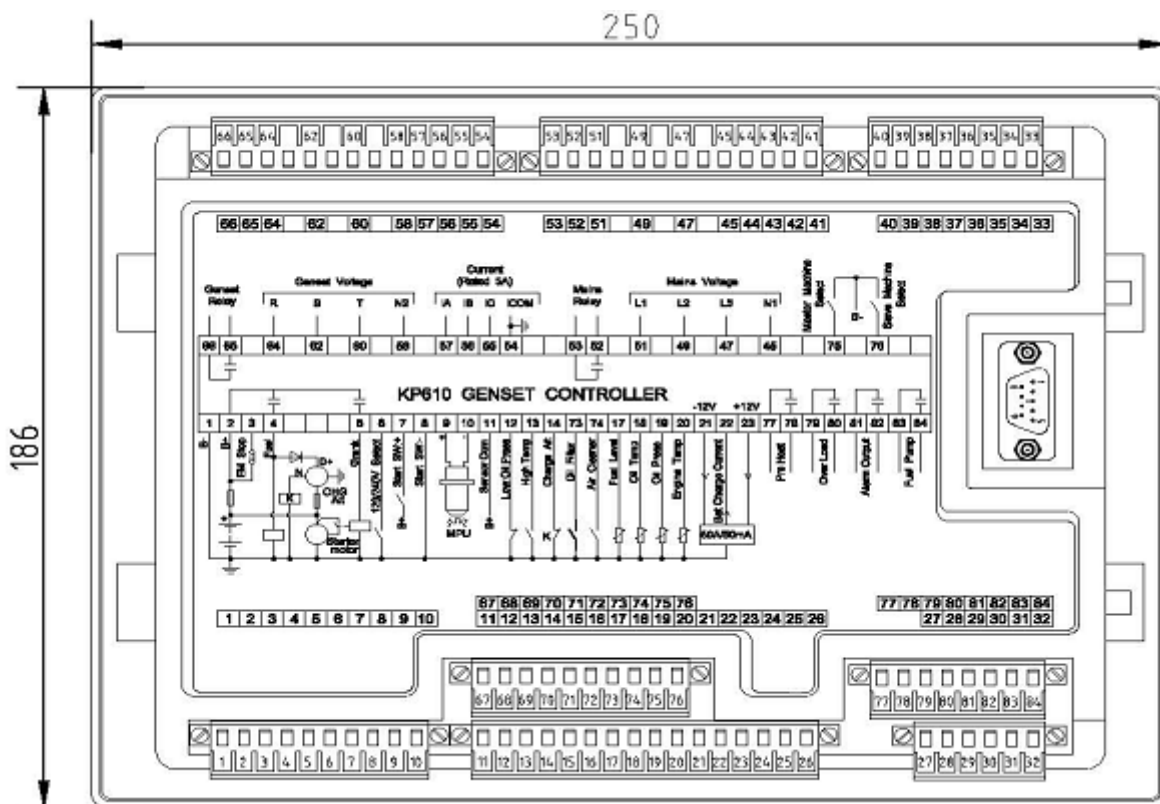 250
186
66 65 64 62 60 58 57 56 55 54
53 52 51 49 47 45 44 43 42 41
40 39 38 37 36 35 34 33
66 65 64 62 60 58 57 56 55 54
53 52 51 49 47 45 44 43 42 41
40 39 38 37 36 35 34 33
Genset Relay
Genset Voltage
R S T N2
Current (Rated 5A)
IA IB IC ICOM
Mains Relay
Mains Voltage
L1 L2 L3 N1
Master Machine Select
B-
Select
66 65 64 62 60 58 57 56 55 54 53 52 51 49 47 45 75 76
KP610 GENSET CONTROLLER
-12V +12V
1 2 3 4 5 6 7 8 9 10 11 12 13 14 73 74 17 18 19 20 21 22 23 77 78 79 80 81 82 83 84
B-
B+
Fuel
D+
N
K
Starter motor
Crank
120/240V Select
Start SW+
B+
Start SW-
MPU
Sensor Com
B+
Low Oil Press
High Temp
Charge Air
K
Air Cleaner
Fuel Level
Oil Temp
Oil Press
Engine Temp
Bat Charge Current
Pre Heat
Over Load
Alarm Output
Fuel Pump
1 2 3 4 5 6 7 8 9 10
67 68 69 70 71 72 73 74 75 76
11 12 13 14 15 16 17 18 19 20 21 22 23 24 25 26
77 78 79 80 81 82 83 84
27 28 29 30 31 32
67 68 69 70 71 72 73 74 75 76
77 78 79 80 81 82 83 84
1 2 3 4 5 6 7 8 9 10
11 12 13 14 15 16 17 18 19 20 21 22 23 24 25 26
27 28 29 30 31 32